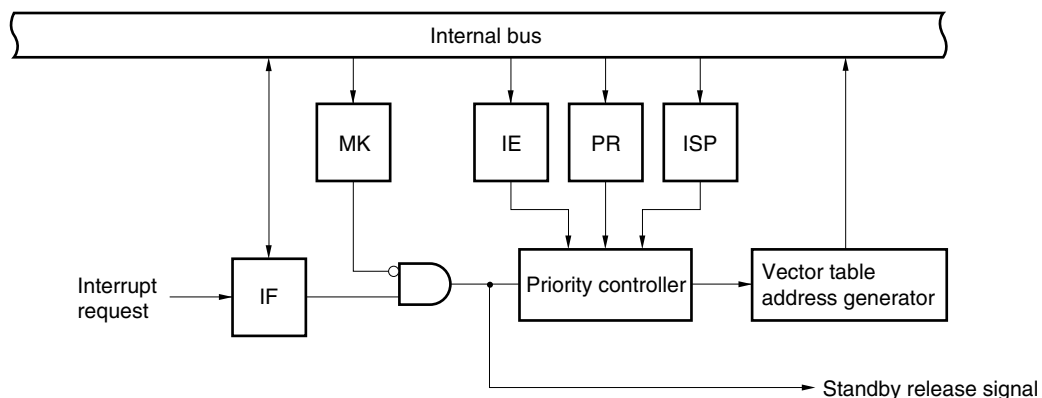 Internal bus
MK
IE
PR
ISP
Interrupt
request
IF
Priority controller
Vector table
address generator
Standby release signal